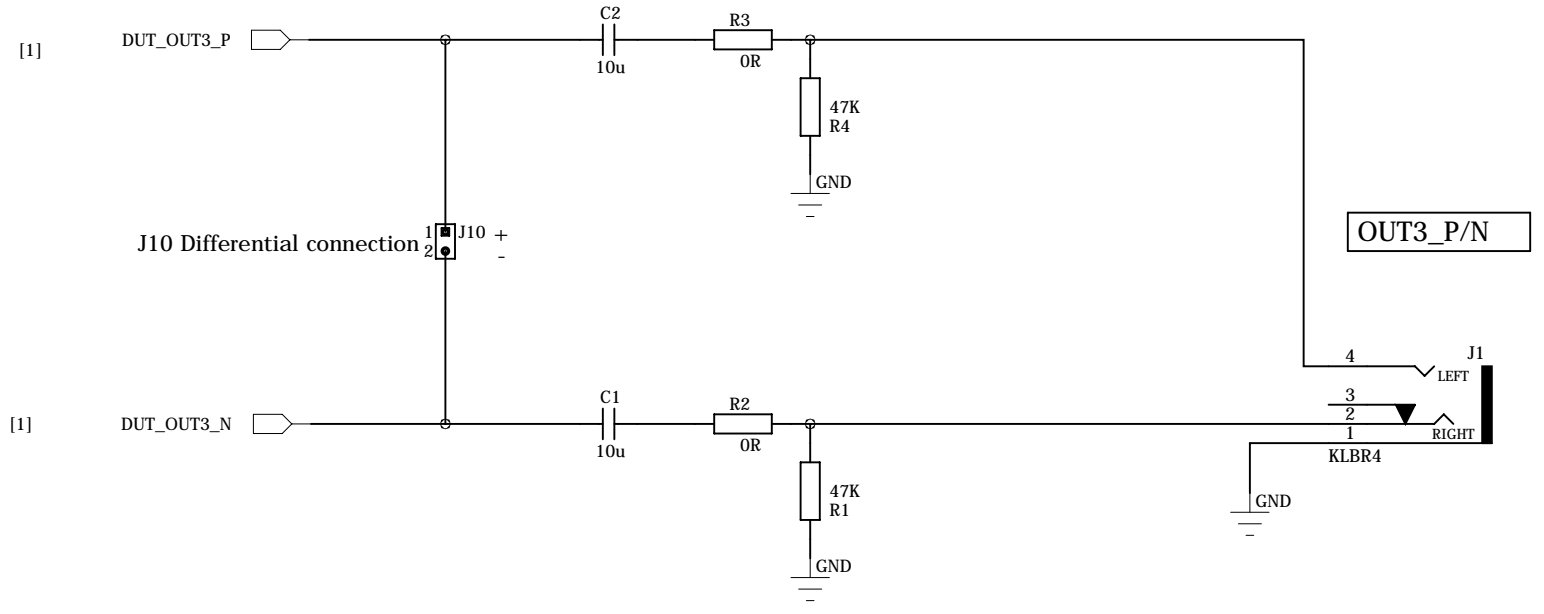 C2
R3
[1] DUT_OUT3_P
10u
0R
47K
R4
GND
OUT3_P/N
J10 Differential connection
1 J10 +
2 -
4 J1
LEFT
3
C1
R2
2
[1] DUT_OUT3_N
1 RIGHT
10u
0R
KLBR4
47K
R1
GND
GND